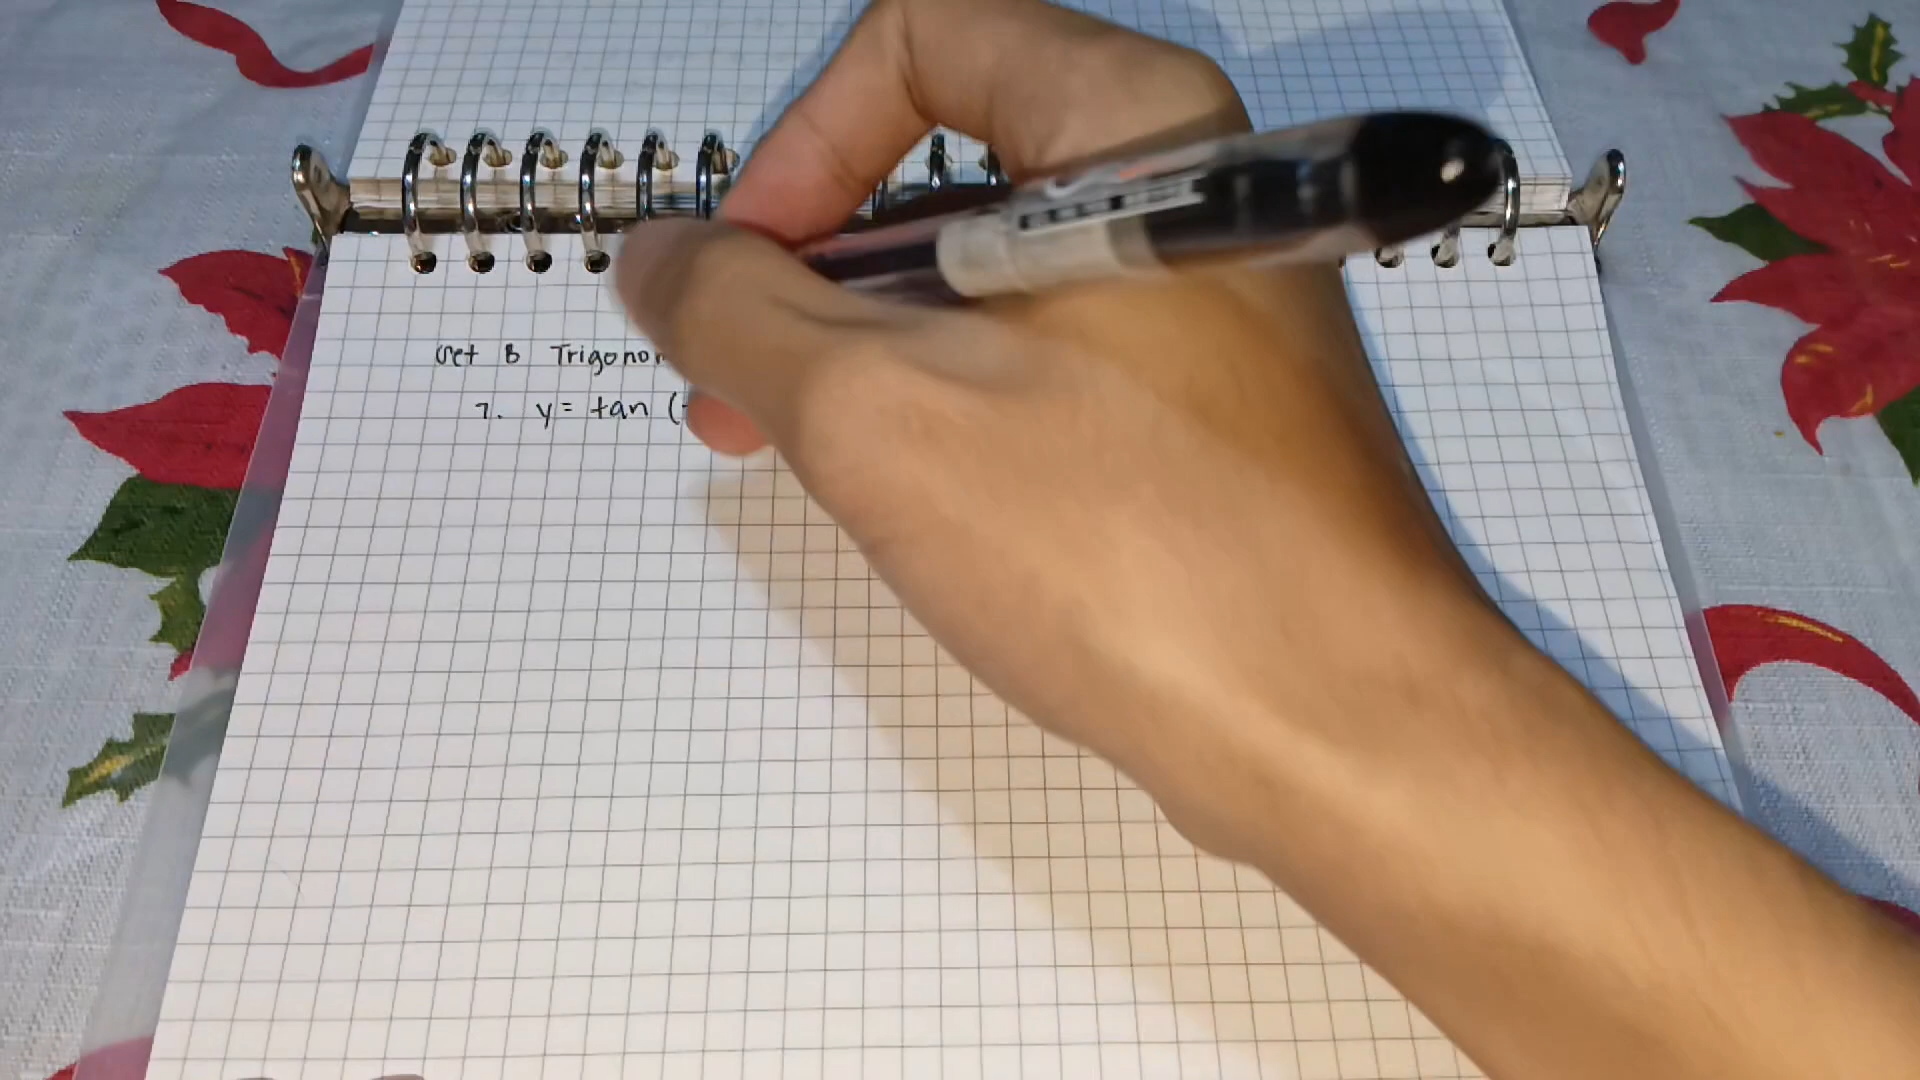 Set B Trigono
7. y = tan (